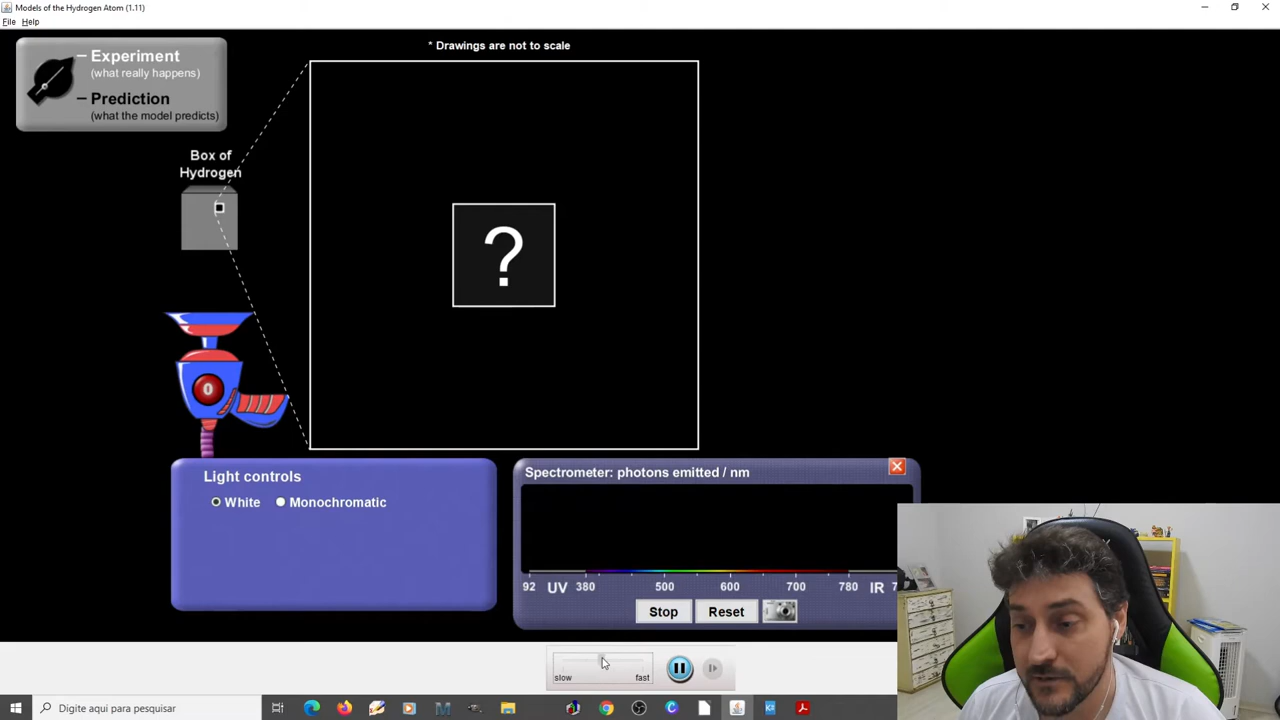 Models of the Hydrogen Atom (1.11)
File Help
* Drawings are not to scale
Experiment
(what really happens)
Prediction
(what the model predicts)
Box of
Hydrogen
?
0
Light controls
White Monochromatic
Spectrometer: photons emitted / nm
92 UV 380 500 600 700 780 IR
Stop Reset
slow fast
Digite aqui para pesquisar